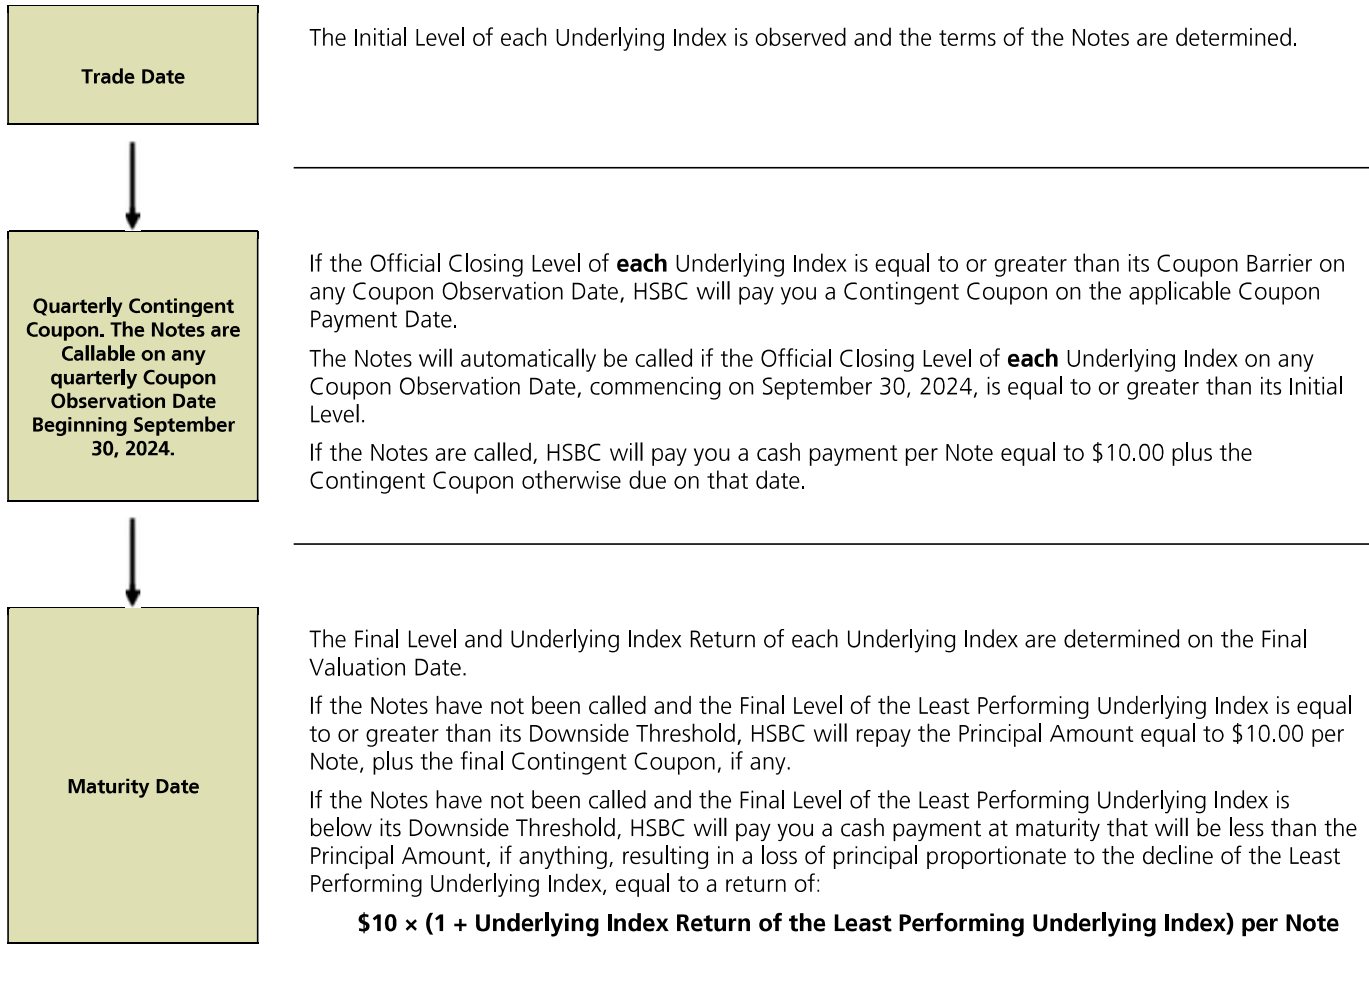 Trade Date
The Initial Level of each Underlying Index is observed and the terms of the Notes are determined.
Quarterly Contingent
Coupon. The Notes are
Callable on any
quarterly Coupon
Observation Date
Beginning September
30, 2024.
If the Official Closing Level of each Underlying Index is equal to or greater than its Coupon Barrier on
any Coupon Observation Date, HSBC will pay you a Contingent Coupon on the applicable Coupon
Payment Date.
The Notes will automatically be called if the Official Closing Level of each Underlying Index on any
Coupon Observation Date, commencing on September 30, 2024, is equal to or greater than its Initial
Level.
If the Notes are called, HSBC will pay you a cash payment per Note equal to $10.00 plus the
Contingent Coupon otherwise due on that date.
Maturity Date
The Final Level and Underlying Index Return of each Underlying Index are determined on the Final
Valuation Date.
If the Notes have not been called and the Final Level of the Least Performing Underlying Index is equal
to or greater than its Downside Threshold, HSBC will repay the Principal Amount equal to $10.00 per
Note, plus the final Contingent Coupon, if any.
If the Notes have not been called and the Final Level of the Least Performing Underlying Index is
below its Downside Threshold, HSBC will pay you a cash payment at maturity that will be less than the
Principal Amount, if anything, resulting in a loss of principal proportionate to the decline of the Least
Performing Underlying Index, equal to a return of:
$10 × (1 + Underlying Index Return of the Least Performing Underlying Index) per Note